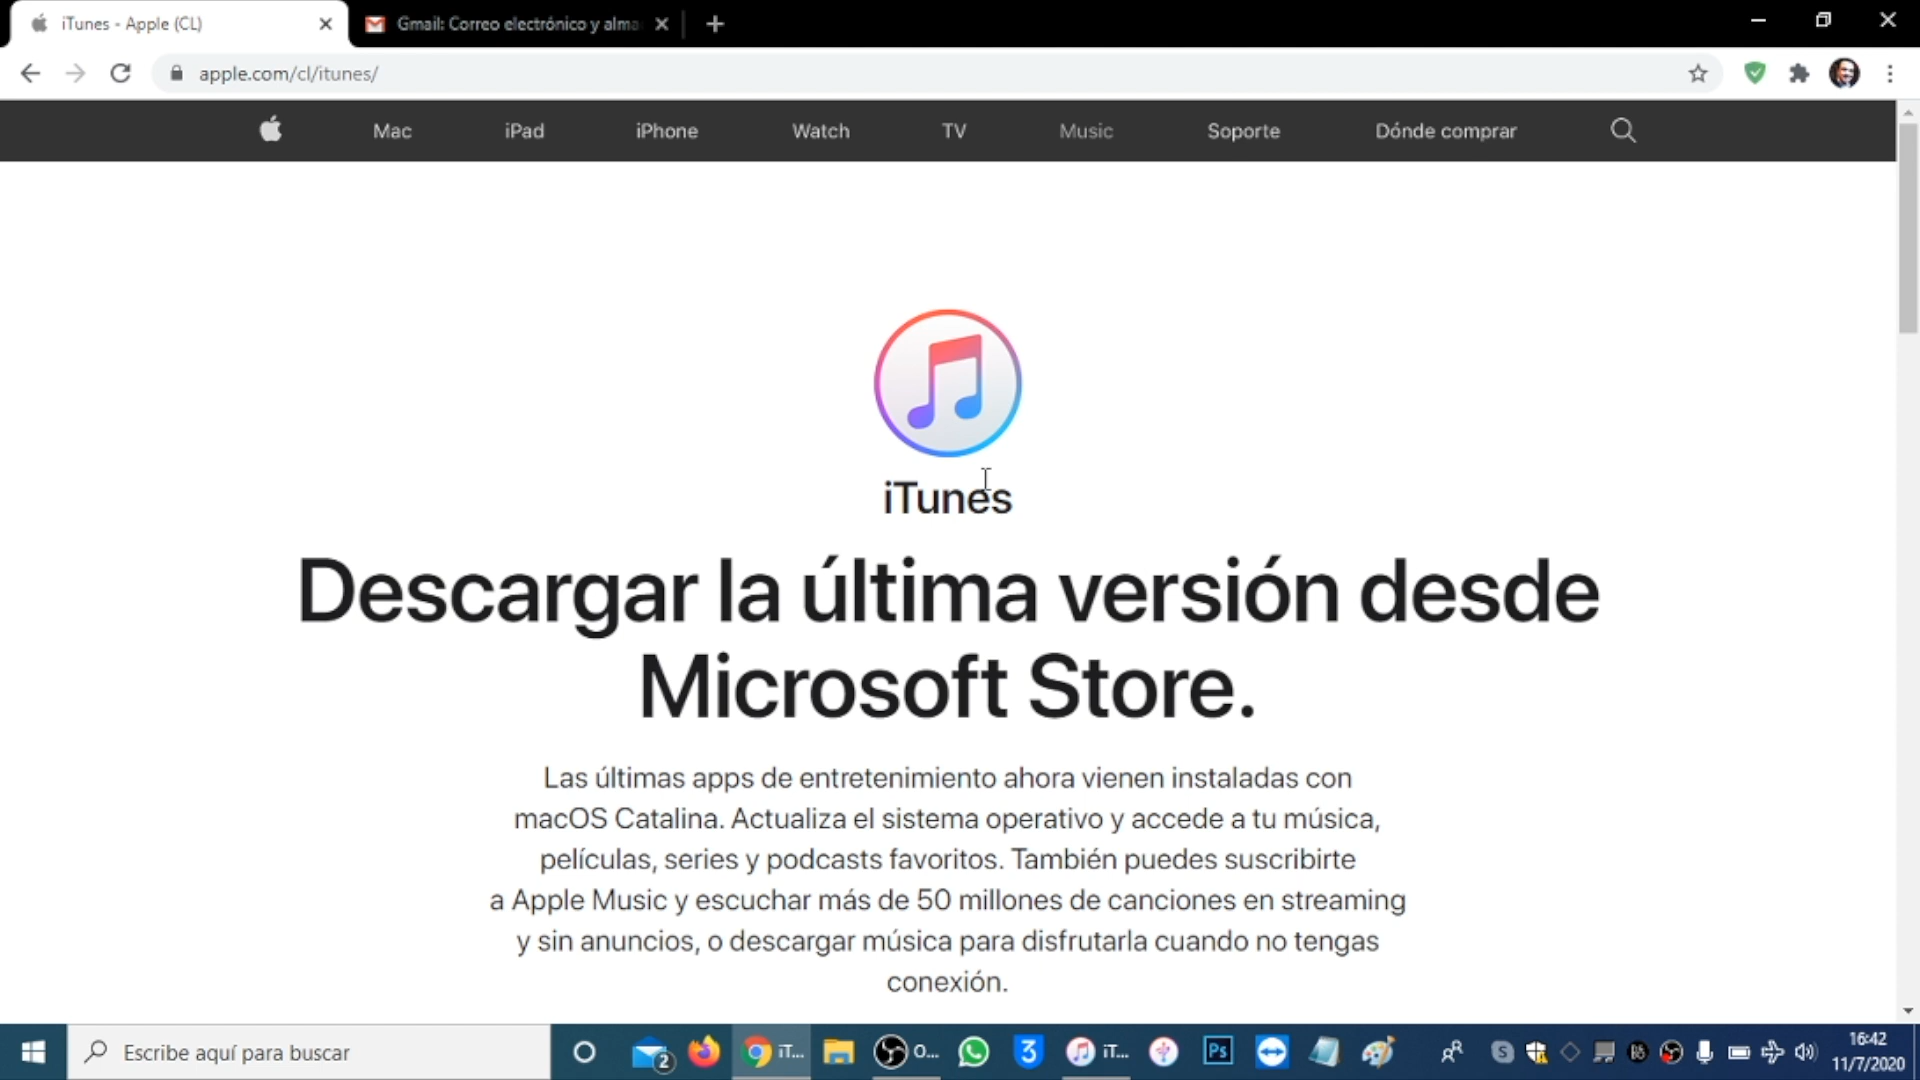 iTunes - Apple (CL)
Gmail: Correo electrónico y alma
apple.com/cl/itunes/
Mac
iPad
iPhone
Watch
TV
Music
Soporte
Dónde comprar
iTunes
Descargar la última versión desde
Microsoft Store.
Las últimas apps de entretenimiento ahora vienen instaladas con
macOS Catalina. Actualiza el sistema operativo y accede a tu música,
películas, series y podcasts favoritos. También puedes suscribirte
a Apple Music y escuchar más de 50 millones de canciones en streaming
y sin anuncios, o descargar música para disfrutarla cuando no tengas
conexión.
Escribe aquí para buscar
2
iT...
O...
3
iT...
Ps
S
16:42
11/7/2020